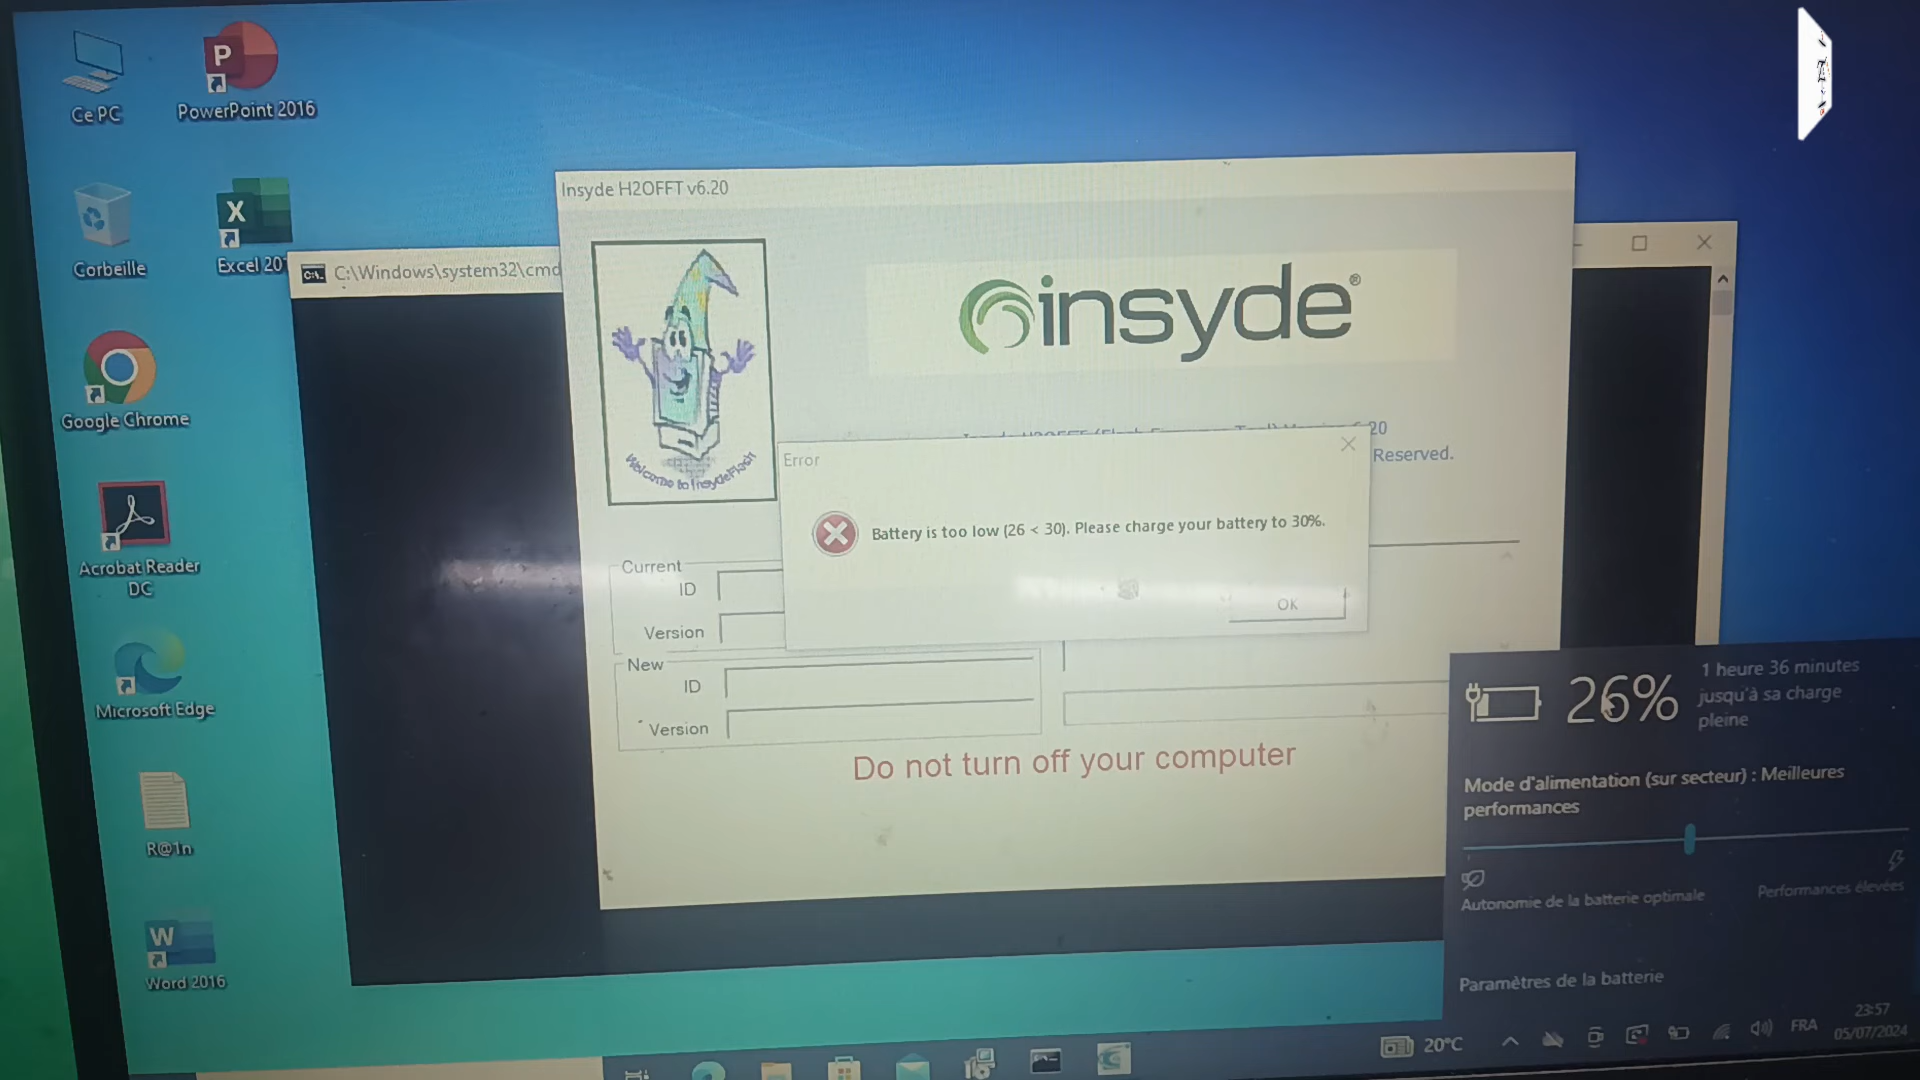 Ce PC
PowerPoint 2016
Corbeille
Excel 20
Google Chrome
Acrobat Reader
DC
Microsoft Edge
R@1n
Word 2016
C:\Windows\system32\cmd
Insyde H2OFFT v6.20
Welcome to InsydeFlash
insyde®
20
Reserved.
Error
Battery is too low (26 < 30). Please charge your battery to 30%.
OK
Current
ID
Version
New
ID
Version
Do not turn off your computer
26%
1 heure 36 minutes
jusqu'à sa charge
pleine
Mode d'alimentation (sur secteur) : Meilleures
performances
Autonomie de la batterie optimale
Performances élevées
Paramètres de la batterie
20°C
FRA
23:57
05/07/2024